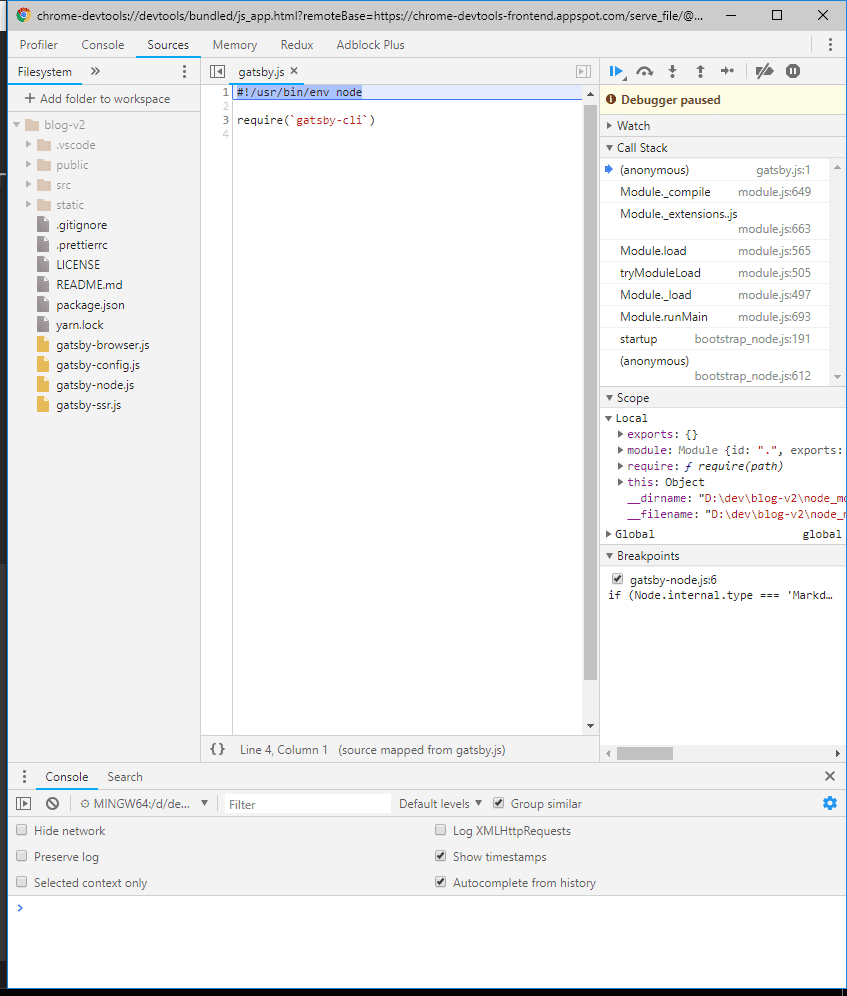 chrome-devtools://devtools/bundled/js_app.html?remoteBase=https://chrome-devtools-frontend.appspot.com/serve_file/@...
Profiler Console Sources Memory Redux Adblock Plus
Filesystem »
gatsby.js ×
+ Add folder to workspace
blog-v2
.vscode
public
src
static
.gitignore
.prettierrc
LICENSE
README.md
package.json
yarn.lock
gatsby-browser.js
gatsby-config.js
gatsby-node.js
gatsby-ssr.js
1 #!/usr/bin/env node
2
3 require(`gatsby-cli`)
4
{} Line 4, Column 1 (source mapped from gatsby.js)
Debugger paused
Watch
Call Stack
(anonymous) gatsby.js:1
Module._compile module.js:649
Module._extensions..js
module.js:663
Module.load module.js:565
tryModuleLoad module.js:505
Module._load module.js:497
Module.runMain module.js:693
startup bootstrap_node.js:191
(anonymous)
bootstrap_node.js:612
Scope
Local
exports: {}
module: Module {id: ".", exports:
require: ƒ require(path)
this: Object
__dirname: "D:\dev\blog-v2\node_mo
__filename: "D:\dev\blog-v2\node_m
Global global
Breakpoints
gatsby-node.js:6
if (Node.internal.type === 'Markd…
Console Search
MINGW64:/d/de... Filter Default levels Group similar
Hide network Log XMLHttpRequests
Preserve log Show timestamps
Selected context only Autocomplete from history